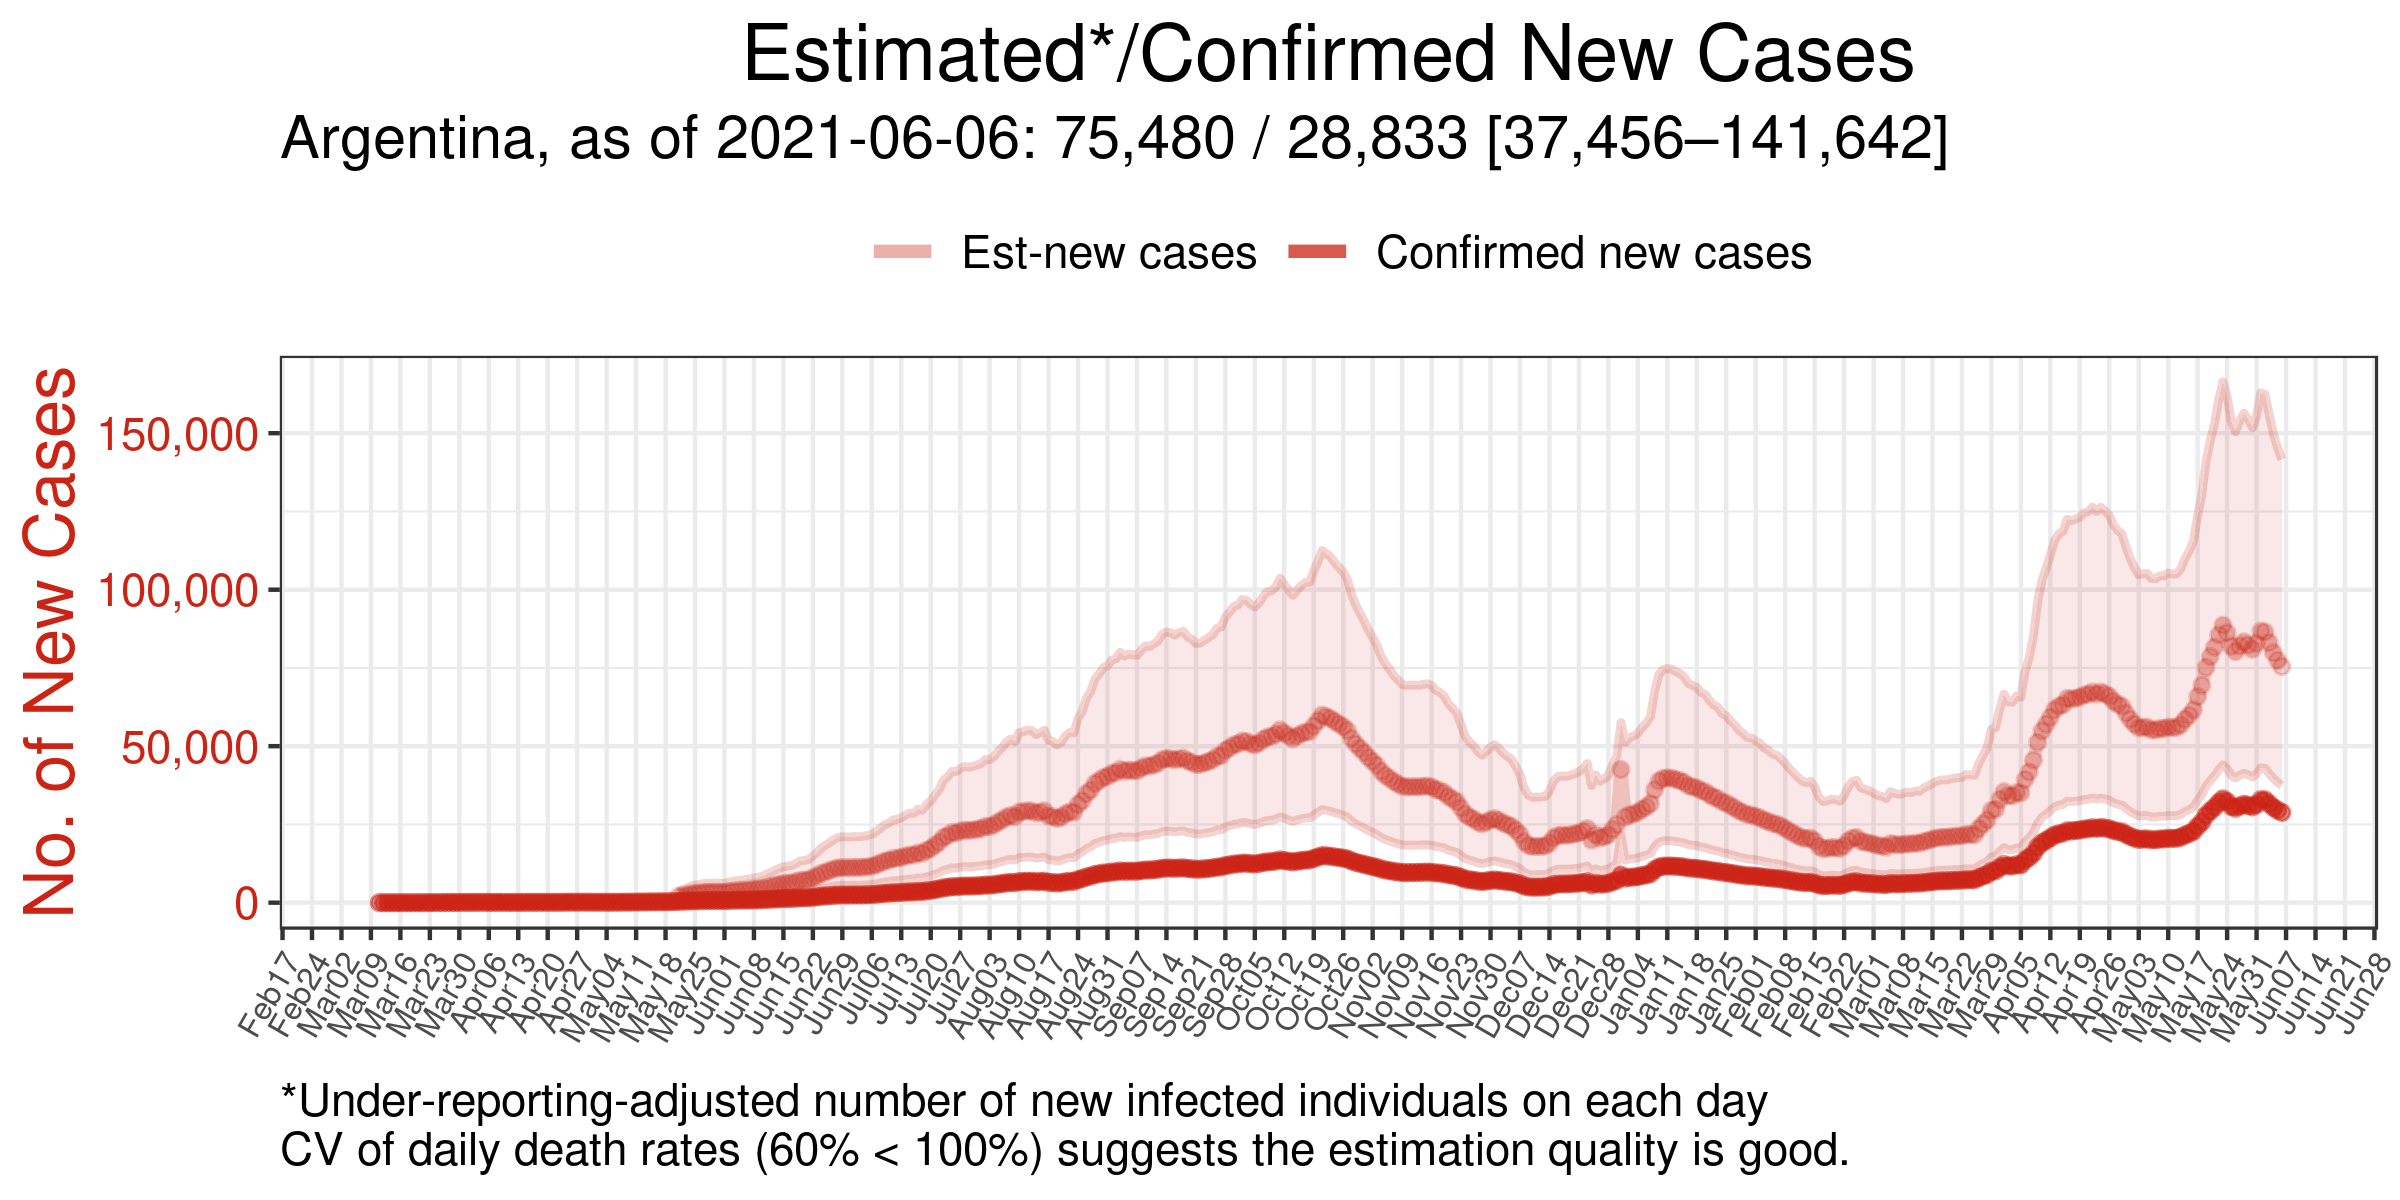 Estimated*/Confirmed New Cases
Argentina, as of 2021-06-06: 75,480 / 28,833 [37,456–141,642]
Est-new cases Confirmed new cases
No. of New Cases
150,000
100,000
50,000
0
Feb17 Feb24 Mar02 Mar09 Mar16 Mar23 Mar30 Apr06 Apr13 Apr20 Apr27 May04 May11 May18 May25 Jun01 Jun08 Jun15 Jun22 Jun29 Jul06 Jul13 Jul20 Jul27 Aug03 Aug10 Aug17 Aug24 Aug31 Sep07 Sep14 Sep21 Sep28 Oct05 Oct12 Oct19 Oct26 Nov02 Nov09 Nov16 Nov23 Nov30 Dec07 Dec14 Dec21 Dec28 Jan04 Jan11 Jan18 Jan25 Feb01 Feb08 Feb15 Feb22 Mar01 Mar08 Mar15 Mar22 Mar29 Apr05 Apr12 Apr19 Apr26 May03 May10 May17 May24 May31 Jun07 Jun14 Jun21 Jun28
*Under-reporting-adjusted number of new infected individuals on each day
CV of daily death rates (60% < 100%) suggests the estimation quality is good.